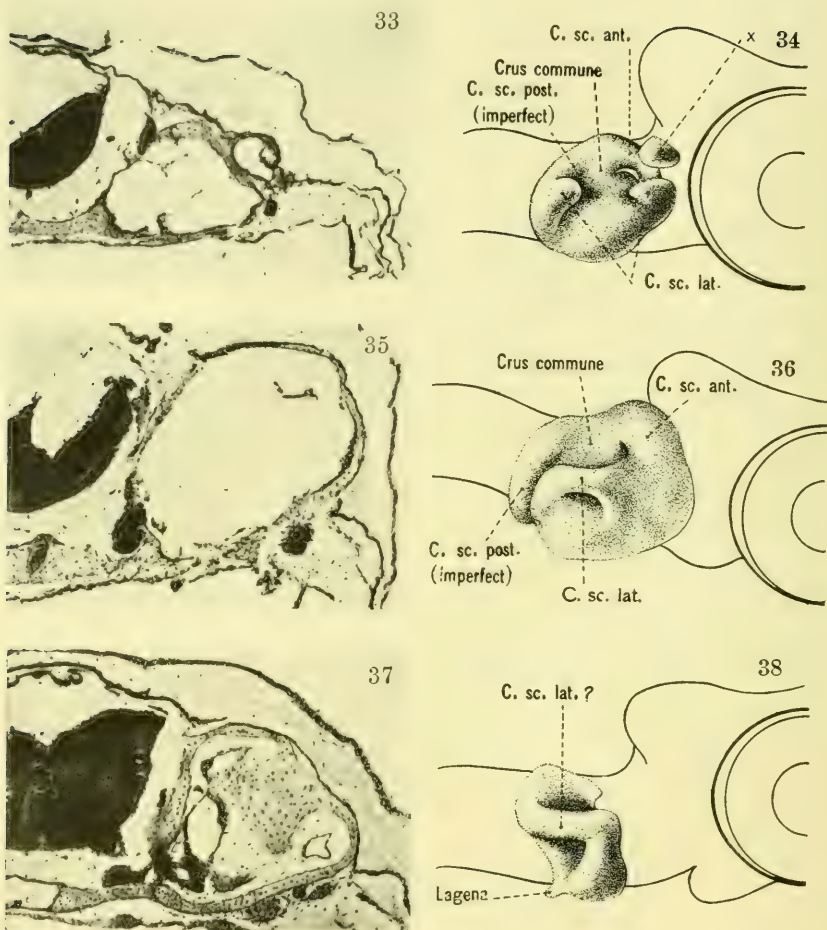 33
C. sc. ant.
x
34
Crus commune
C. sc. post.
(imperfect)
C. sc. lat.
35
Crus commune
36
C. sc. ant.
C. sc. post.
(imperfect)
C. sc. lat.
37
C. sc. lat. ?
38
Lagena